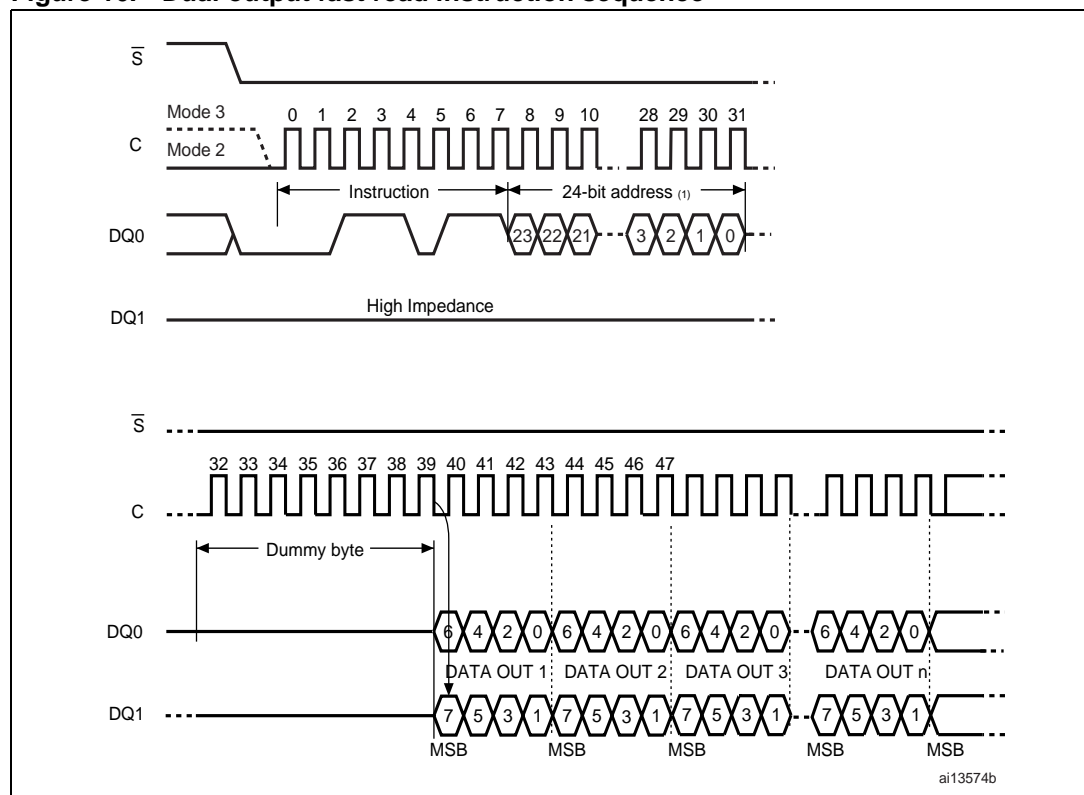 Figure 10. Dual output fast read instruction sequence
S
Mode 3
0 1 2 3 4 5 6 7 8 9 10 28 29 30 31
C
Mode 2
Instruction 24-bit address (1)
DQ0 23 22 21 3 2 1 0
High Impedance
DQ1
S
32 33 34 35 36 37 38 39 40 41 42 43 44 45 46 47
C
Dummy byte
DQ0 6 4 2 0 6 4 2 0 6 4 2 0 6 4 2 0
DATA OUT 1 DATA OUT 2 DATA OUT 3 DATA OUT n
DQ1 7 5 3 1 7 5 3 1 7 5 3 1 7 5 3 1
MSB MSB MSB MSB MSB
ai13574b